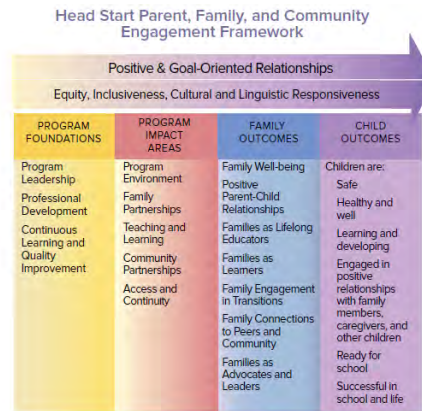 Head Start Parent, Family, and Community
Engagement Framework
Positive & Goal-Oriented Relationships
Equity, Inclusiveness, Cultural and Linguistic Responsiveness
PROGRAM
FOUNDATIONS
Program
Leadership
Professional
Development
Continuous
Learning and
Quality
Improvement
PROGRAM
IMPACT
AREAS
Program
Environment
Family
Partnerships
Teaching and
Learning
Community
Partnerships
Access and
Continuity
FAMILY
OUTCOMES
Family Well-being
Positive
Parent-Child
Relationships
Families as Lifelong
Educators
Families as
Learners
Family Engagement
in Transitions
Family Connections
to Peers and
Community
Families as
Advocates and
Leaders
CHILD
OUTCOMES
Children are:
Safe
Healthy and
well
Learning and
developing
Engaged in
positive
relationships
with family
members,
caregivers, and
other children
Ready for
school
Successful in
school and life